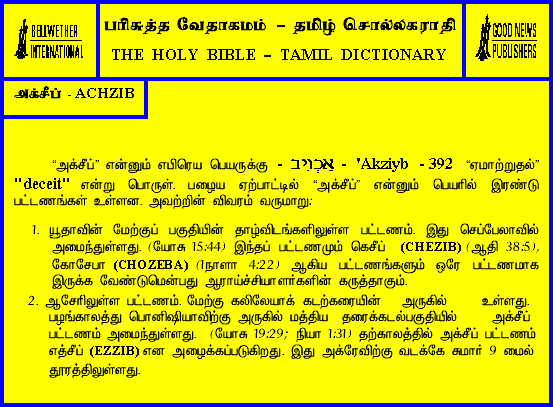 BELLWETHER
INTERNATIONAL
பரிசுத்த வேதாகமம் – தமிழ் சொல்லகராதி
THE HOLY BIBLE – TAMIL DICTIONARY
GOOD NEWS
PUBLISHERS
அக்சீப் - ACHZIB
“அக்சீப்” என்னும் எபிரெய பெயருக்கு - אַכְזִיב - 'Akziyb - 392 “ஏமாற்றுதல்”
"deceit" என்று பொருள். பழைய ஏற்பாட்டில் “அக்சீப்” என்னும் பெயரில் இரண்டு
பட்டணங்கள் உள்ளன. அவற்றின் விவரம் வருமாறு:
1. யூதாவின் மேற்குப் பகுதியின் தாழ்விடங்களிலுள்ள பட்டணம். இது செப்பேலாவில்
அமைந்துள்ளது. (யோசு 15:44) இந்தப் பட்டணமும் கெசீப் (CHEZIB) (ஆதி 38:5),
கோசேபா (CHOZEBA) (1நாளா 4:22) ஆகிய பட்டணங்களும் ஒரே பட்டணமாக
இருக்க வேண்டுமென்பது ஆராய்ச்சியாளர்களின் கருத்தாகும்.
2. ஆசேரிலுள்ள பட்டணம். மேற்கு கலிலேயாக் கடற்கரையின் அருகில் உள்ளது.
பழங்காலத்து பொனிஷியாவிற்கு அருகில் மத்திய தரைக்கடல்பகுதியில் அக்சீப்
பட்டணம் அமைந்துள்ளது. (யோசு 19:29; நியா 1:31) தற்காலத்தில் அக்சீப் பட்டணம்
எத்சீப் (EZZIB) என அழைக்கப்படுகிறது. இது அக்ரேவிற்கு வடக்கே சுமார் 9 மைல்
தூரத்திலுள்ளது.